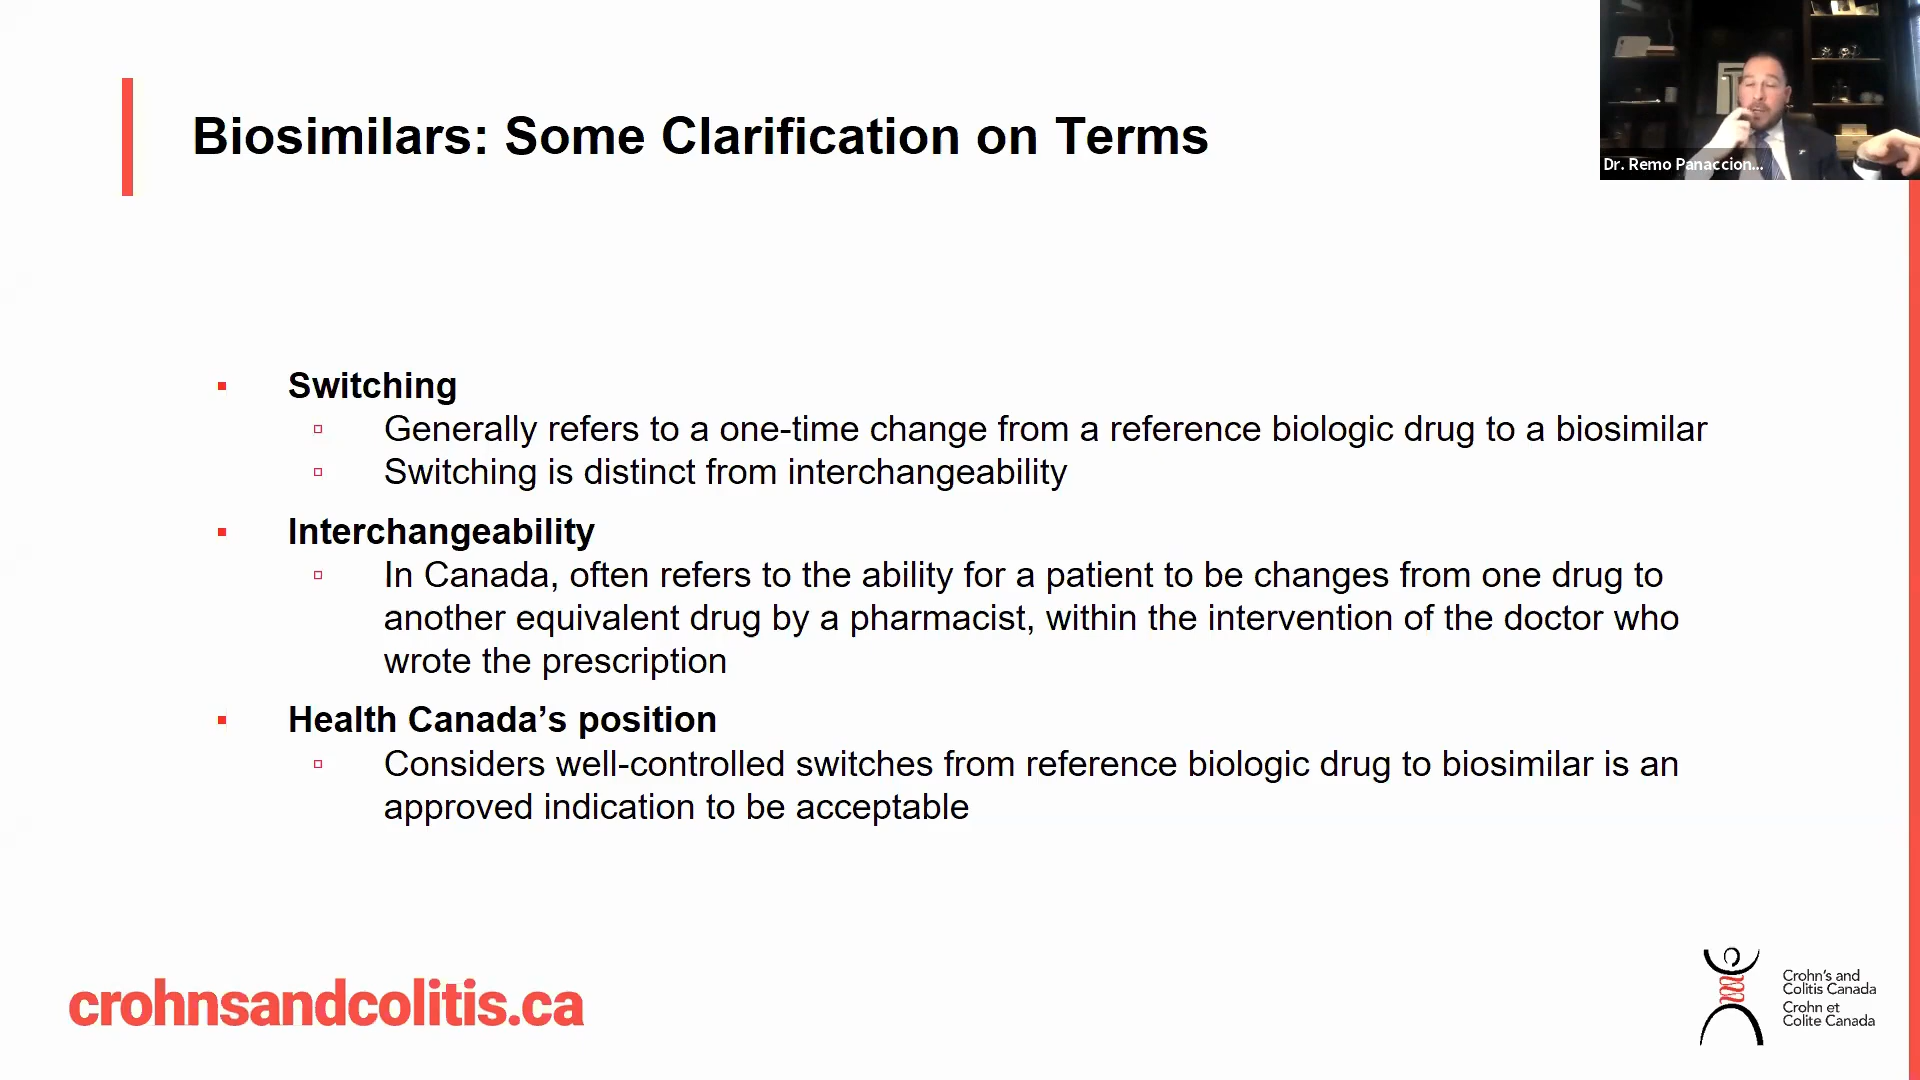 Biosimilars: Some Clarification on Terms
Dr. Remo Panaccion...
Switching
Generally refers to a one-time change from a reference biologic drug to a biosimilar
Switching is distinct from interchangeability
Interchangeability
In Canada, often refers to the ability for a patient to be changes from one drug to
another equivalent drug by a pharmacist, within the intervention of the doctor who
wrote the prescription
Health Canada’s position
Considers well-controlled switches from reference biologic drug to biosimilar is an
approved indication to be acceptable
crohnsandcolitis.ca
Crohn's and
Colitis Canada
Crohn et
Colite Canada